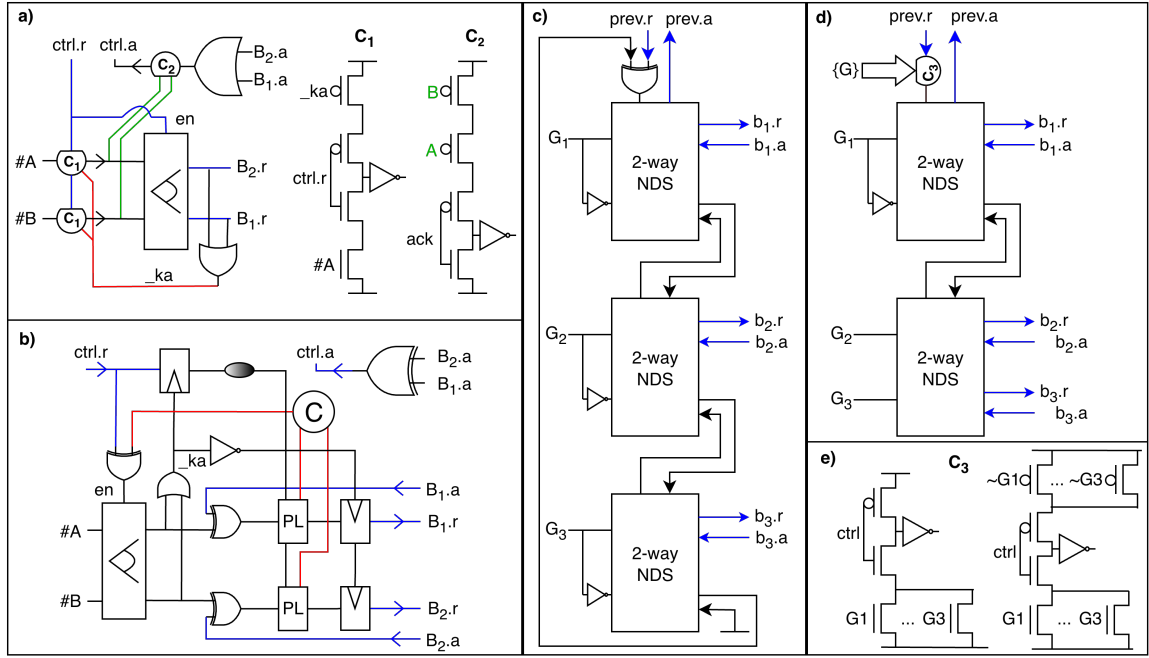 a)
ctrl.r
ctrl.a
C2
B2.a
B1.a
en
#A
C1
B2.r
#B
C1
B1.r
_ka
C1
_ka
ctrl.r
#A
C2
B
A
ack
b)
ctrl.r
ctrl.a
B2.a
B1.a
C
_ka
en
B1.a
PL
B1.r
#A
#B
PL
B2.r
B2.a
c)
prev.r
prev.a
G1
2-way
NDS
b1.r
b1.a
G2
2-way
NDS
b2.r
b2.a
G3
2-way
NDS
b3.r
b3.a
d)
prev.r
prev.a
{G}
C3
G1
2-way
NDS
b1.r
b1.a
G2
2-way
NDS
b2.r
b2.a
G3
b3.r
b3.a
e)
C3
ctrl
G1 ... G3
~G1 ... ~G3
ctrl
G1 ... G3